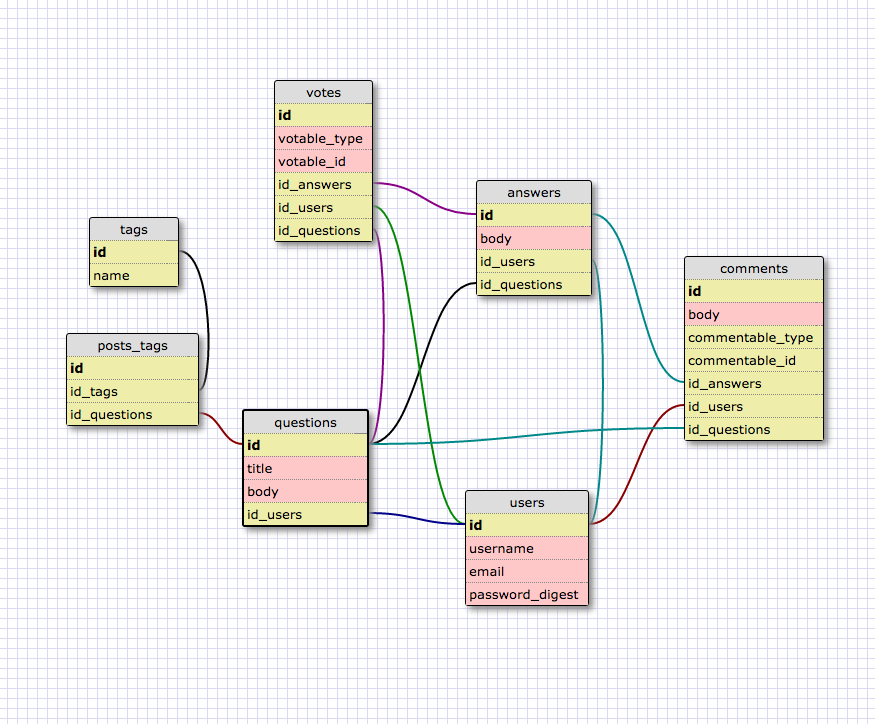 votes
id
votable_type
votable_id
id_answers
id_users
id_questions
answers
id
body
id_users
id_questions
tags
id
name
comments
id
body
commentable_type
commentable_id
id_answers
id_users
id_questions
posts_tags
id
id_tags
id_questions
questions
id
title
body
id_users
users
id
username
email
password_digest